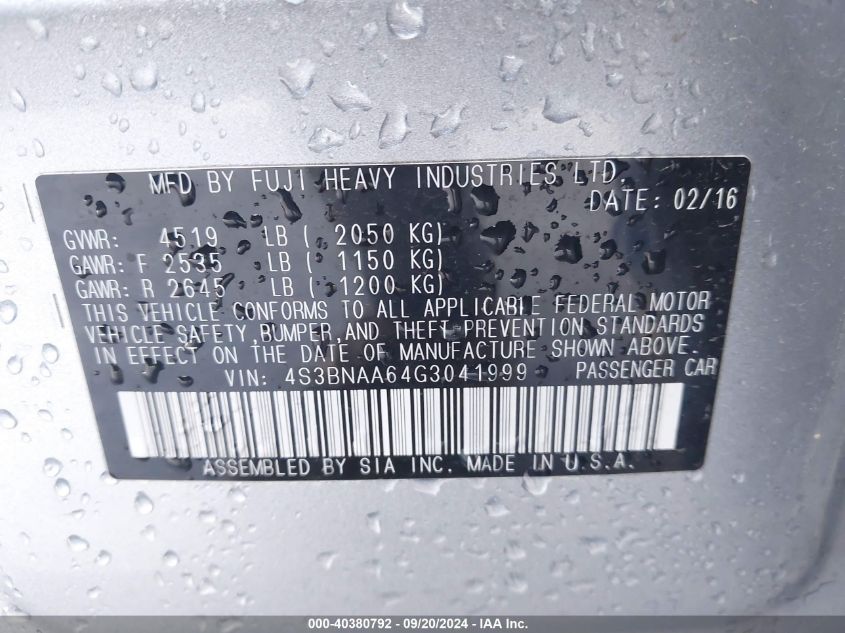 MFD BY FUJI HEAVY INDUSTRIES LTD.
DATE: 02/16
GVWR: 4519 LB ( 2050 KG)
GAWR: F 2535 LB ( 1150 KG)
GAWR: R 2645 LB ( 1200 KG)
THIS VEHICLE CONFORMS TO ALL APPLICABLE FEDERAL MOTOR
VEHICLE SAFETY,BUMPER,AND THEFT PREVENTION STANDARDS
IN EFFECT ON THE DATE OF MANUFACTURE SHOWN ABOVE.
VIN: 4S3BNAA64G3041999 PASSENGER CAR
ASSEMBLED BY SIA INC. MADE IN U.S.A.
000-40380792 - 09/20/2024 - IAA Inc.